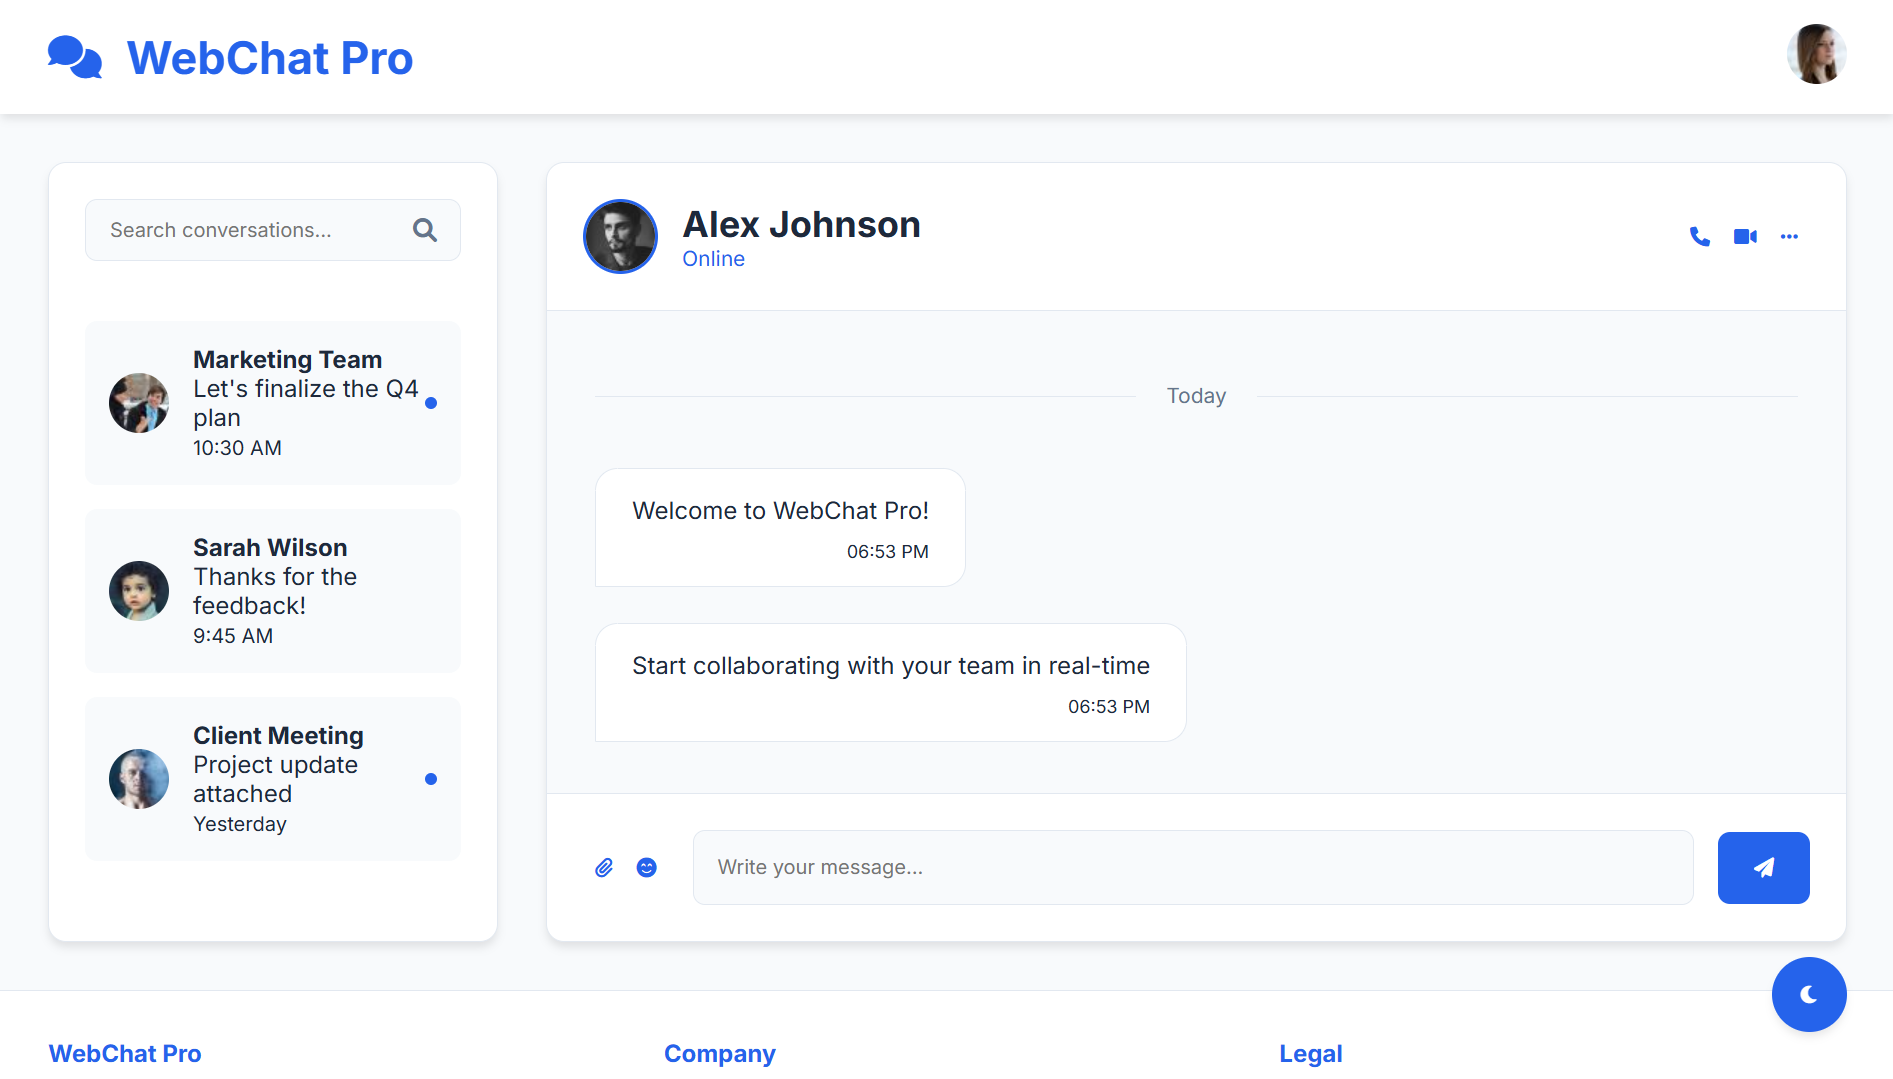 WebChat Pro
Search conversations...
Marketing Team
Let's finalize the Q4
plan
10:30 AM
Sarah Wilson
Thanks for the
feedback!
9:45 AM
Client Meeting
Project update
attached
Yesterday
Alex Johnson
Online
Today
Welcome to WebChat Pro!
06:53 PM
Start collaborating with your team in real-time
06:53 PM
Write your message...
WebChat Pro
Company
Legal